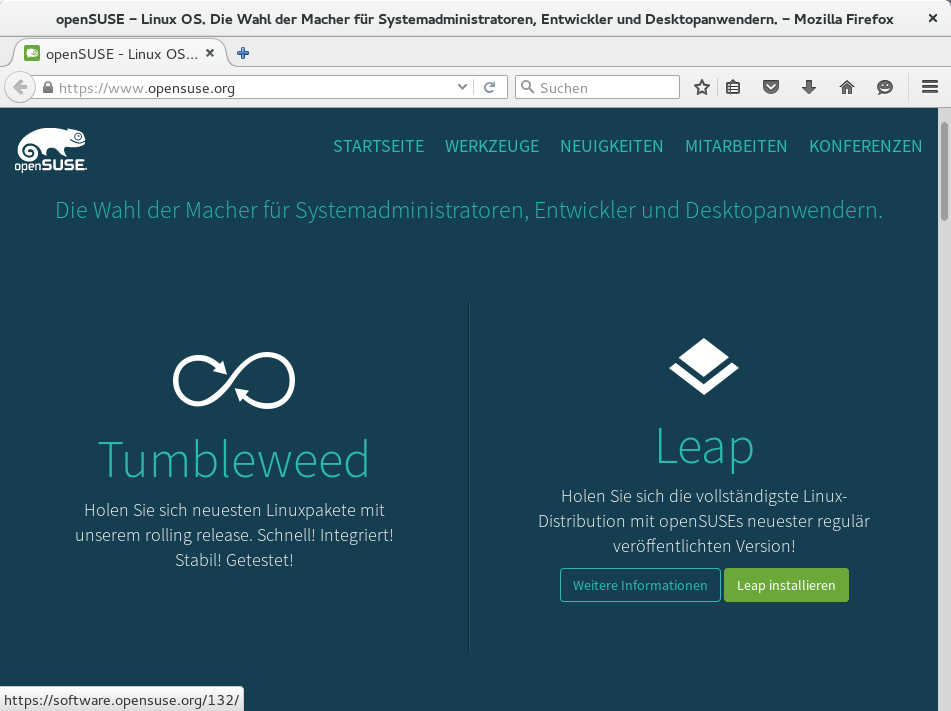 openSUSE – Linux OS. Die Wahl der Macher für Systemadministratoren, Entwickler und Desktopanwendern. – Mozilla Firefox
openSUSE - Linux OS...
https://www.opensuse.org
Suchen
openSUSE.
STARTSEITE WERKZEUGE NEUIGKEITEN MITARBEITEN KONFERENZEN
Die Wahl der Macher für Systemadministratoren, Entwickler und Desktopanwendern.
Tumbleweed
Holen Sie sich neuesten Linuxpakete mit
unserem rolling release. Schnell! Integriert!
Stabil! Getestet!
Leap
Holen Sie sich die vollständigste Linux-
Distribution mit openSUSEs neuester regulär
veröffentlichten Version!
Weitere Informationen
Leap installieren
https://software.opensuse.org/132/